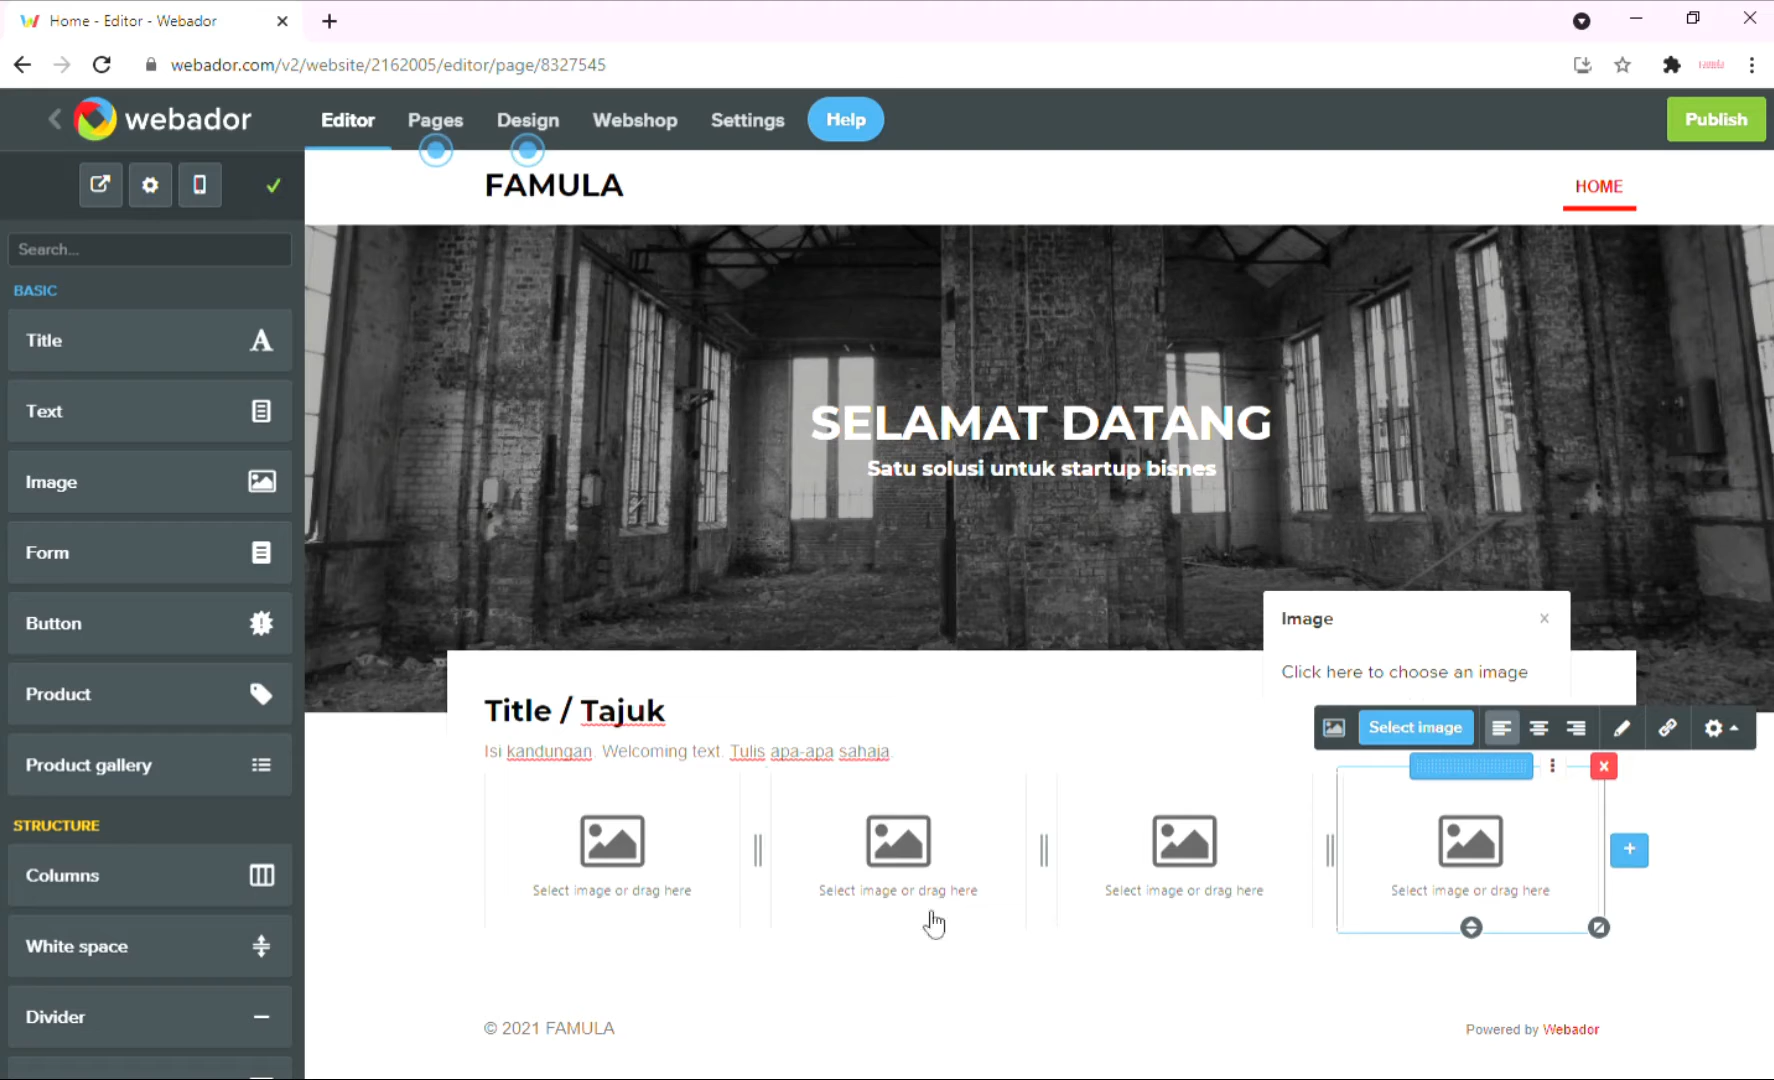 Home - Editor - Webador
webador.com/v2/website/2162005/editor/page/8327545
webador
Editor
Pages
Design
Webshop
Settings
Help
Publish
FAMULA
HOME
Search...
BASIC
Title
Text
Image
Form
Button
Product
Product gallery
STRUCTURE
Columns
White space
Divider
SELAMAT DATANG
Satu solusi untuk startup bisnes
Image
Click here to choose an image
Title / Tajuk
Select image
Isi kandungan. Welcoming text. Tulis apa-apa sahaja.
Select image or drag here
Select image or drag here
Select image or drag here
Select image or drag here
© 2021 FAMULA
Powered by Webador